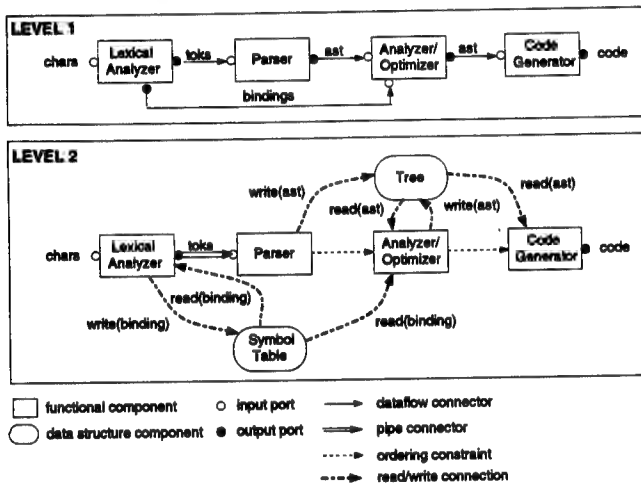 LEVEL 1
chars
Lexical
Analyzer
toks
Parser
ast
Analyzer/
Optimizer
ast
Code
Generator
code
bindings
LEVEL 2
Tree
write(ast)
read(ast)
write(ast)
read(ast)
chars
Lexical
Analyzer
toks
Parser
Analyzer/
Optimizer
Code
Generator
code
read(binding)
write(binding)
read(binding)
Symbol
Table
functional component
input port
dataflow connector
data structure component
output port
pipe connector
ordering constraint
read/write connection